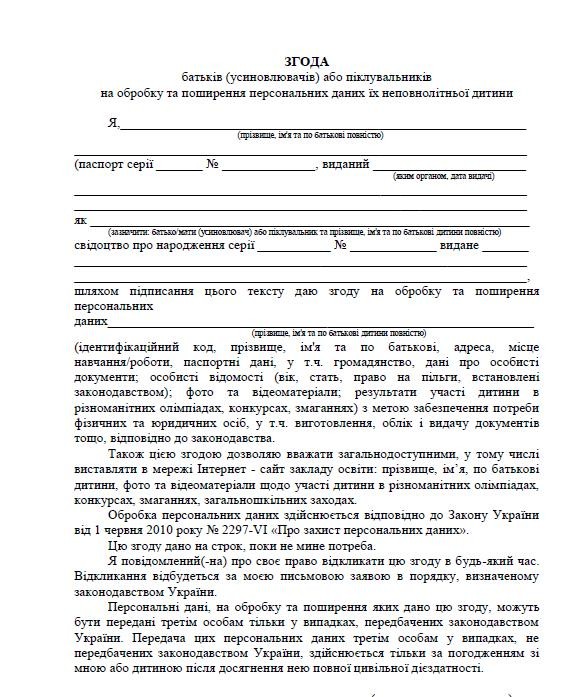 ЗГОДА
батьків (усиновлювачів) або піклувальників
на обробку та поширення персональних даних їх неповнолітньої дитини
Я,
(прізвище, ім'я та по батькові повністю)
(паспорт серії _______ № ______________, виданий
(яким органом, дата видачі)
як
(зазначити: батько/мати (усиновлювач) або піклувальник та прізвище, ім'я та по батькові дитини повністю)
свідоцтво про народження серії ___________ № _____________ видане _______
,
шляхом підписання цього тексту даю згоду на обробку та поширення
персональних
даних
(прізвище, ім'я та по батькові дитини повністю)
(ідентифікаційний код, прізвище, ім'я та по батькові, адреса, місце
навчання/роботи, паспортні дані, у т.ч. громадянство, дані про особисті
документи; особисті відомості (вік, стать, право на пільги, встановлені
законодавством); фото та відеоматеріали; результати участі дитини в
різноманітних олімпіадах, конкурсах, змаганнях) з метою забезпечення потреби
фізичних та юридичних осіб, у т.ч. виготовлення, облік і видачу документів
тощо, відповідно до законодавства.
Також цією згодою дозволяю вважати загальнодоступними, у тому числі
виставляти в мережі Інтернет - сайт закладу освіти: прізвище, ім’я, по батькові
дитини, фото та відеоматеріали щодо участі дитини в різноманітних олімпіадах,
конкурсах, змаганнях, загальношкільних заходах.
Обробка персональних даних здійснюється відповідно до Закону України
від 1 червня 2010 року № 2297-VI «Про захист персональних даних».
Цю згоду дано на строк, поки не мине потреба.
Я повідомлений(-на) про своє право відкликати цю згоду в будь-який час.
Відкликання відбудеться за моєю письмовою заявою в порядку, визначеному
законодавством України.
Персональні дані, на обробку та поширення яких дано цю згоду, можуть
бути передані третім особам тільки у випадках, передбачених законодавством
України. Передача цих персональних даних третім особам у випадках, не
передбачених законодавством України, здійснюється тільки за погодженням зі
мною або дитиною після досягнення нею повної цивільної дієздатності.